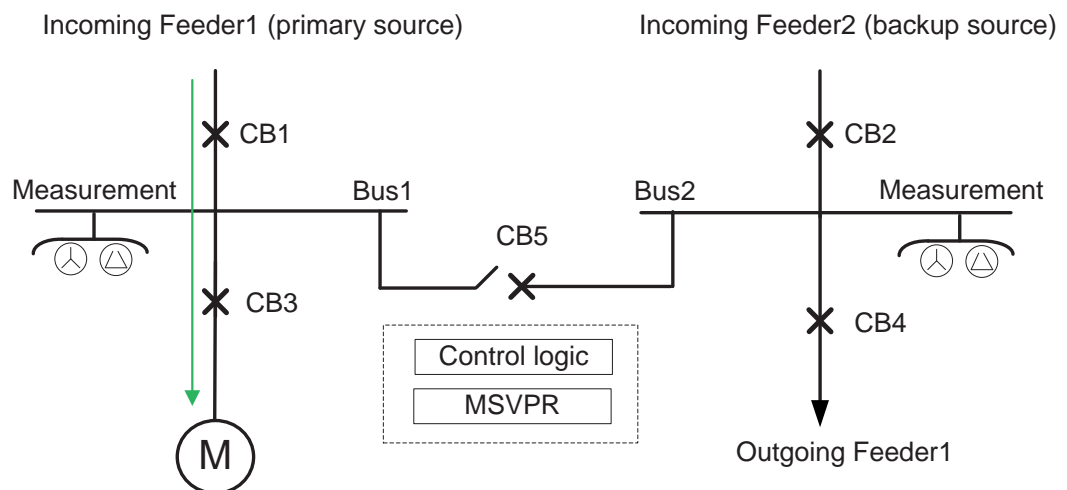 Incoming Feeder1 (primary source)
Incoming Feeder2 (backup source)
CB1
CB2
Measurement
Bus1
Bus2
Measurement
CB5
CB3
CB4
Control logic
MSVPR
M
Outgoing Feeder1